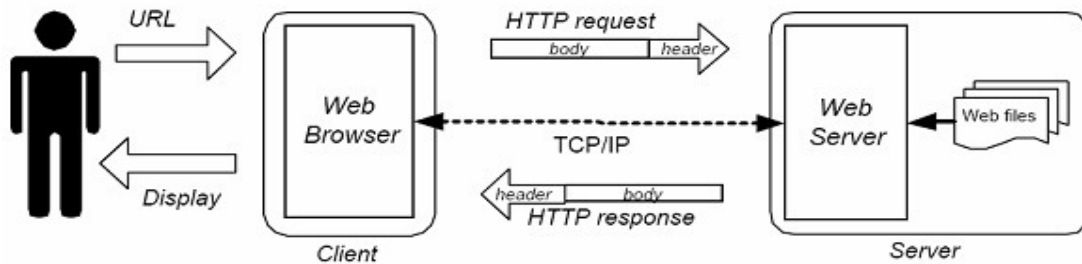 URL
HTTP request
body header
Web
Browser
Web
Server
Web files
TCP/IP
Display
header body
HTTP response
Client
Server